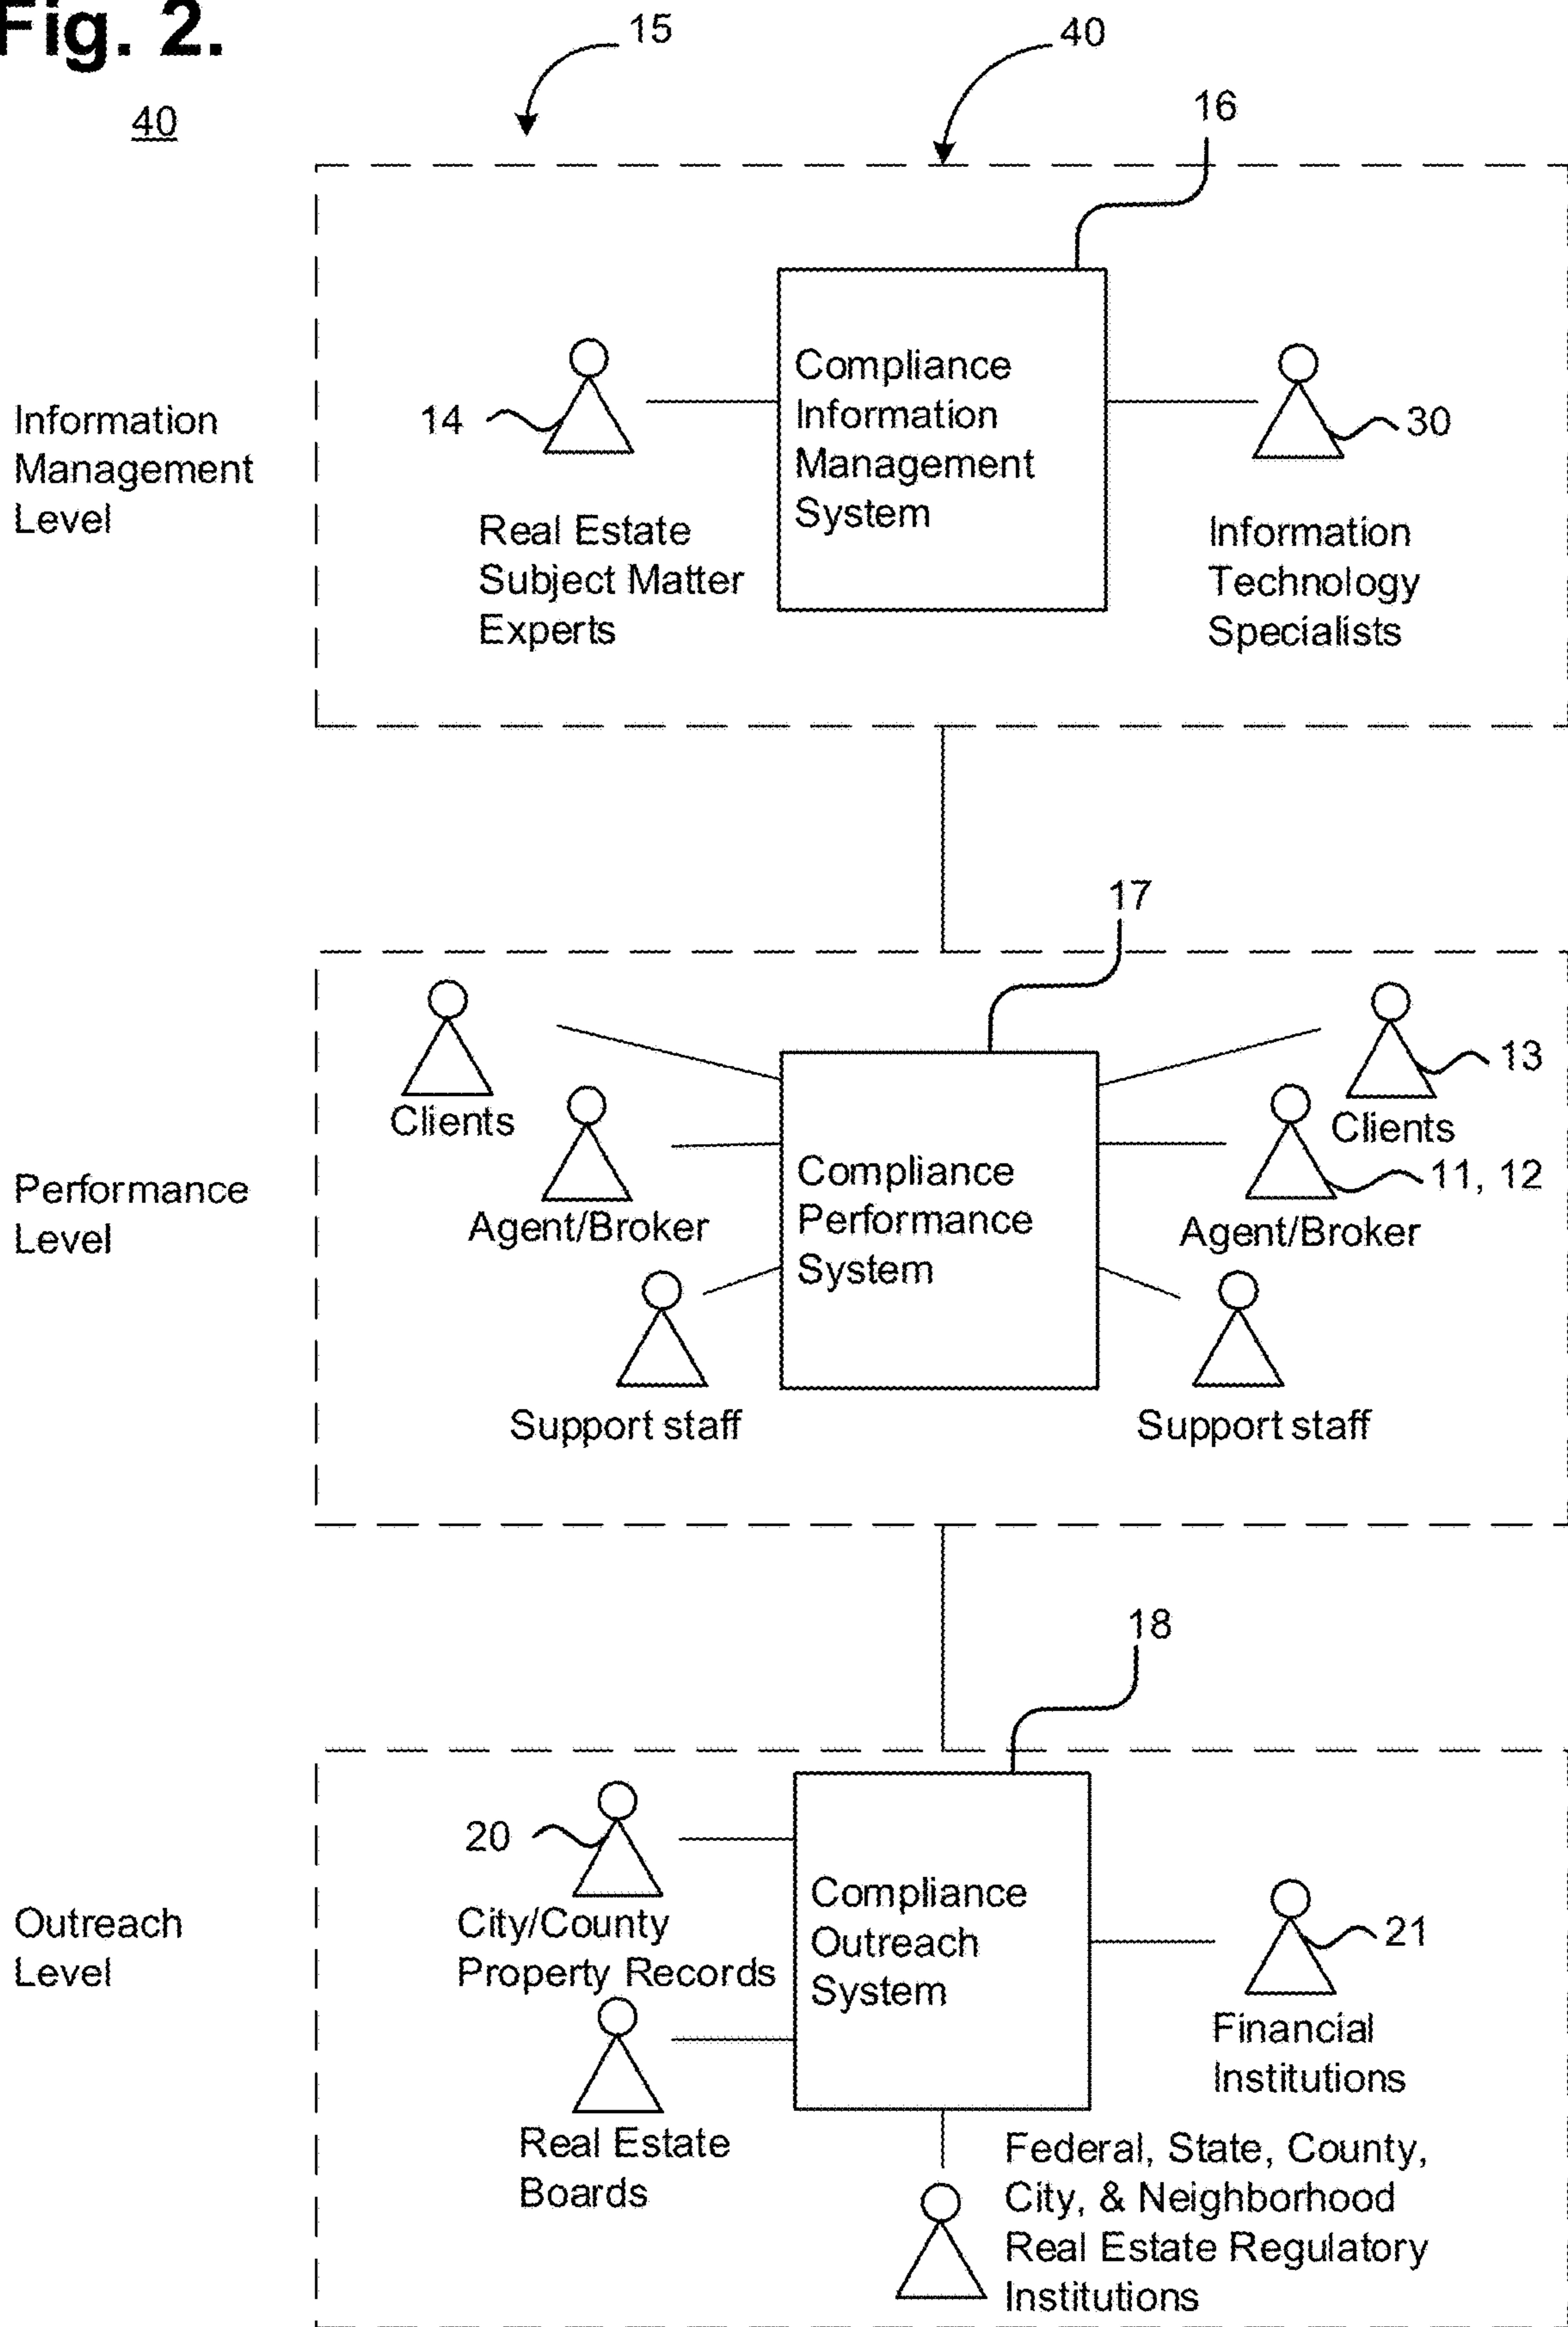 Fig. 2.
40
15
40
16
Information
Management
Level
14
Real Estate
Subject Matter
Experts
Compliance
Information
Management
System
30
Information
Technology
Specialists
17
Performance
Level
Clients
Agent/Broker
Support staff
Compliance
Performance
System
13
Clients
11, 12
Agent/Broker
Support staff
18
Outreach
Level
20
City/County
Property Records
Real Estate
Boards
Compliance
Outreach
System
21
Financial
Institutions
Federal, State, County,
City, & Neighborhood
Real Estate Regulatory
Institutions